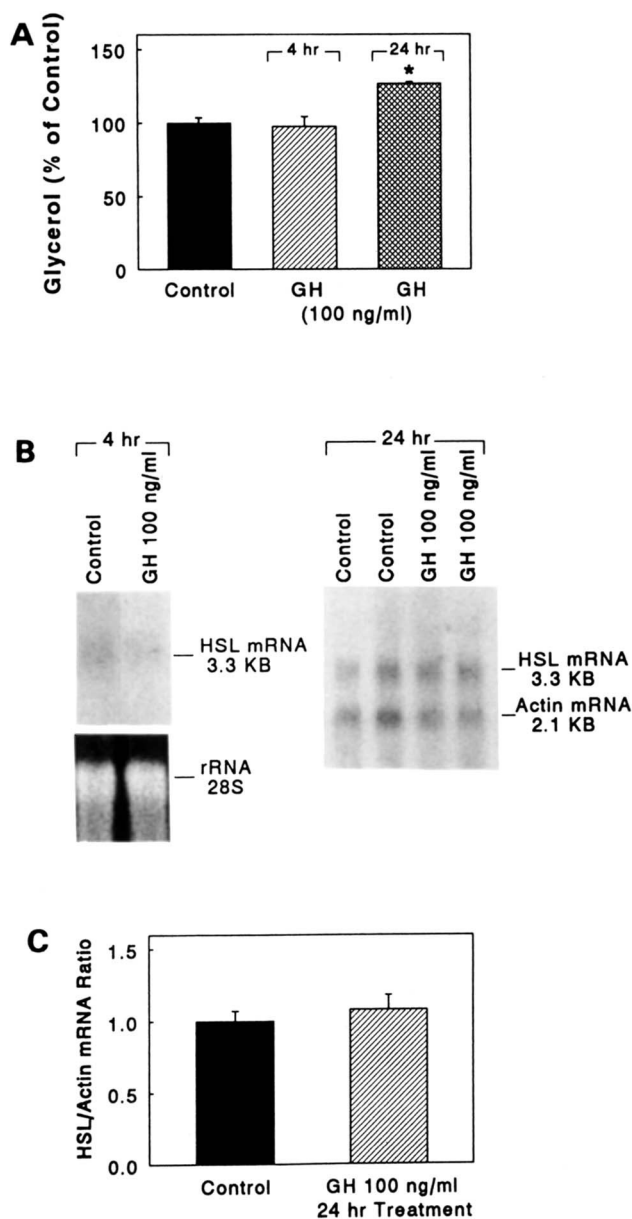 A
Glycerol (% of Control)
150
100
50
0
4 hr
24 hr
*
Control
GH
GH
(100 ng/ml)
B
4 hr
Control
GH 100 ng/ml
HSL mRNA
3.3 KB
rRNA
28S
24 hr
Control
Control
GH 100 ng/ml
GH 100 ng/ml
HSL mRNA
3.3 KB
Actin mRNA
2.1 KB
C
HSL/Actin mRNA Ratio
1.5
1.0
0.5
0.0
Control
GH 100 ng/ml
24 hr Treatment